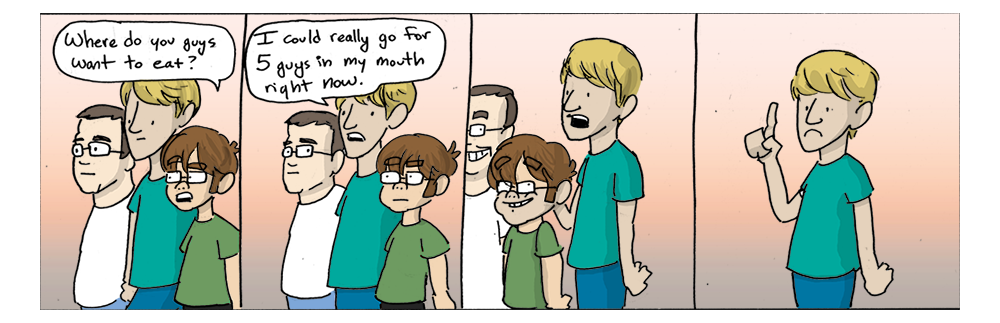 Where do you guys
want to eat?
I could really go for
5 guys in my mouth
right now.